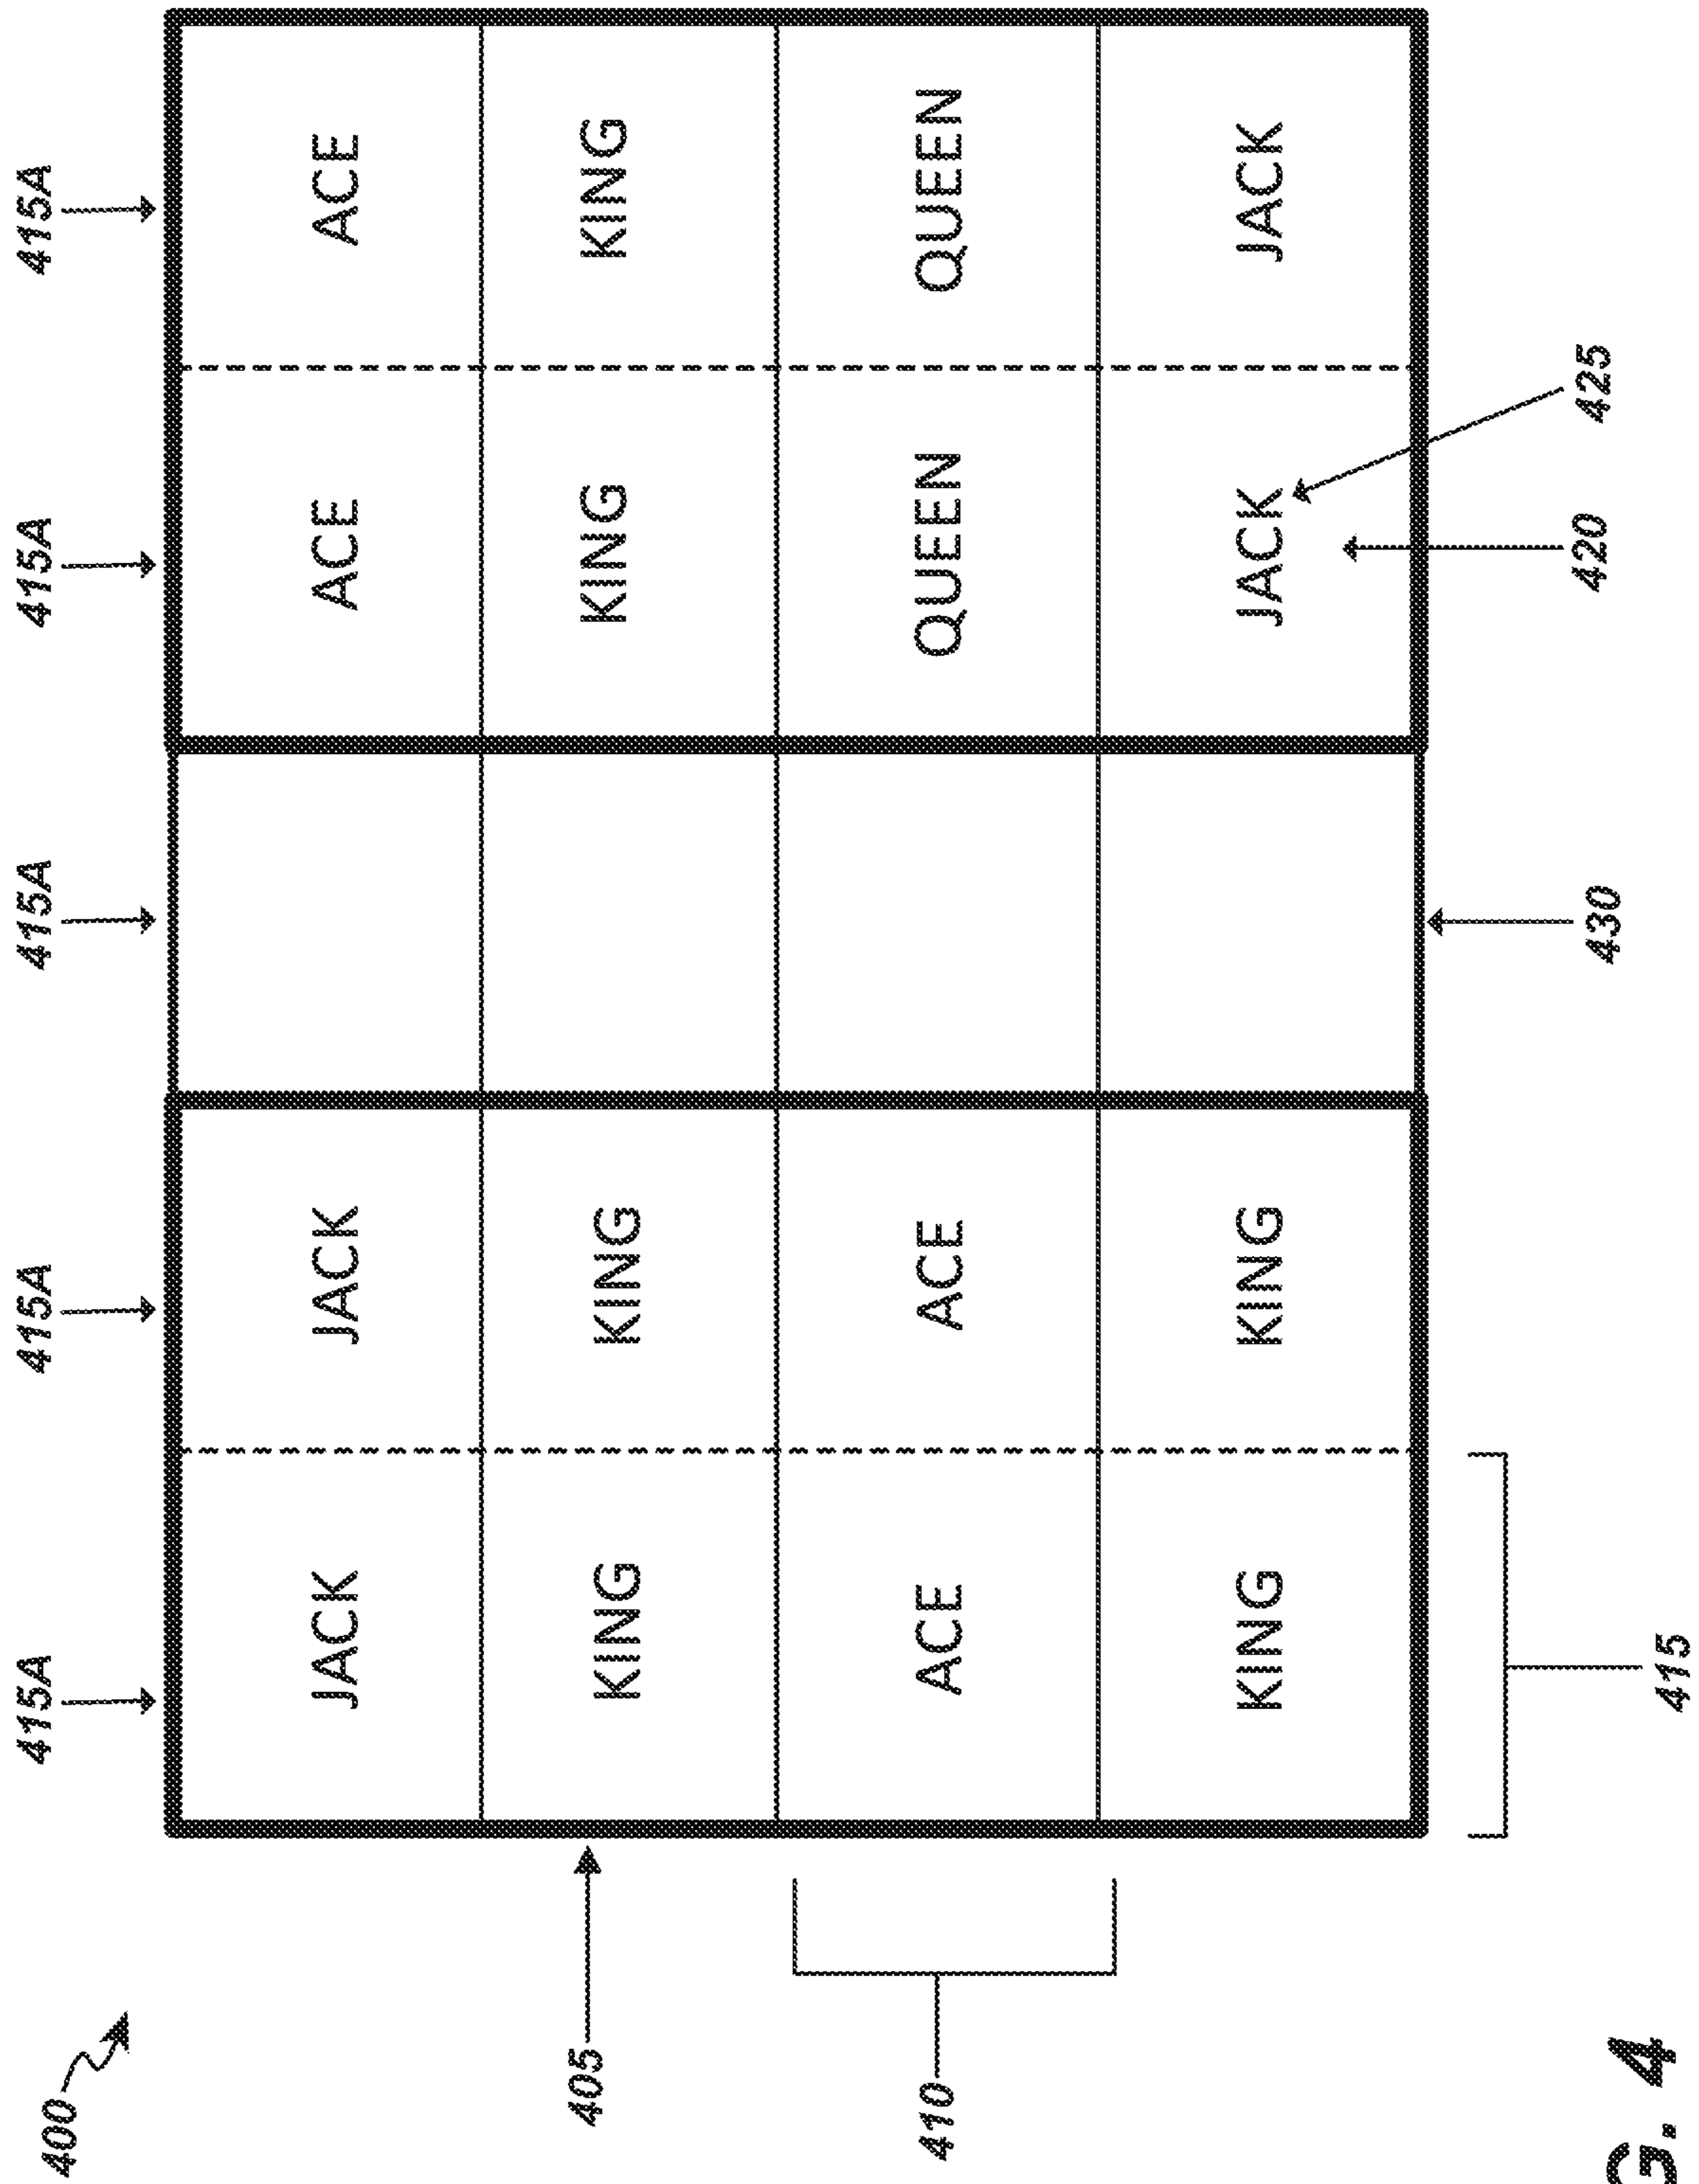 400 415A 415A 415A 415A 415A
JACK JACK ACE ACE
405 KING KING KING KING
410 ACE ACE QUEEN QUEEN
KING KING JACK JACK
430 420 425
415
G. 4